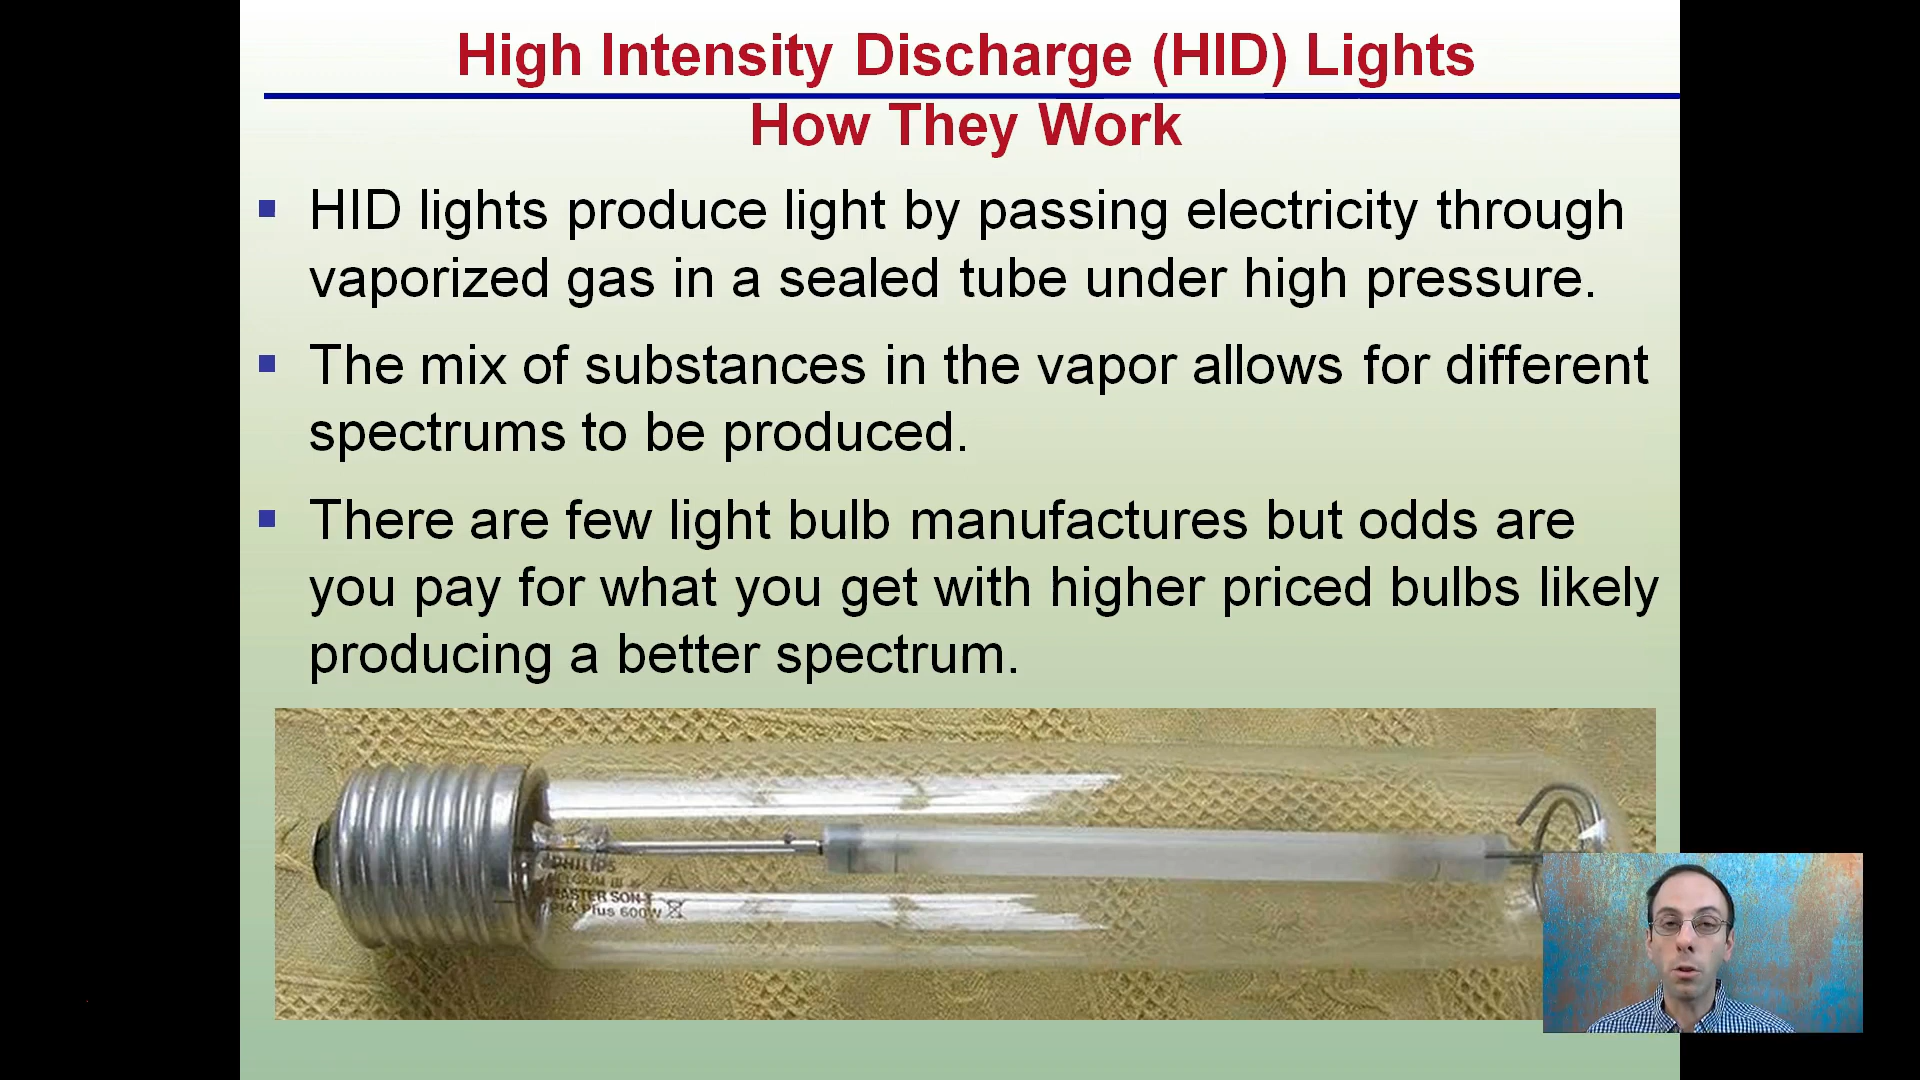 High Intensity Discharge (HID) Lights
How They Work
▪ HID lights produce light by passing electricity through
vaporized gas in a sealed tube under high pressure.
▪ The mix of substances in the vapor allows for different
spectrums to be produced.
▪ There are few light bulb manufactures but odds are
you pay for what you get with higher priced bulbs likely
producing a better spectrum.
PHILIPS
BELGIUM
MASTER SON-T
PIA Plus 600W